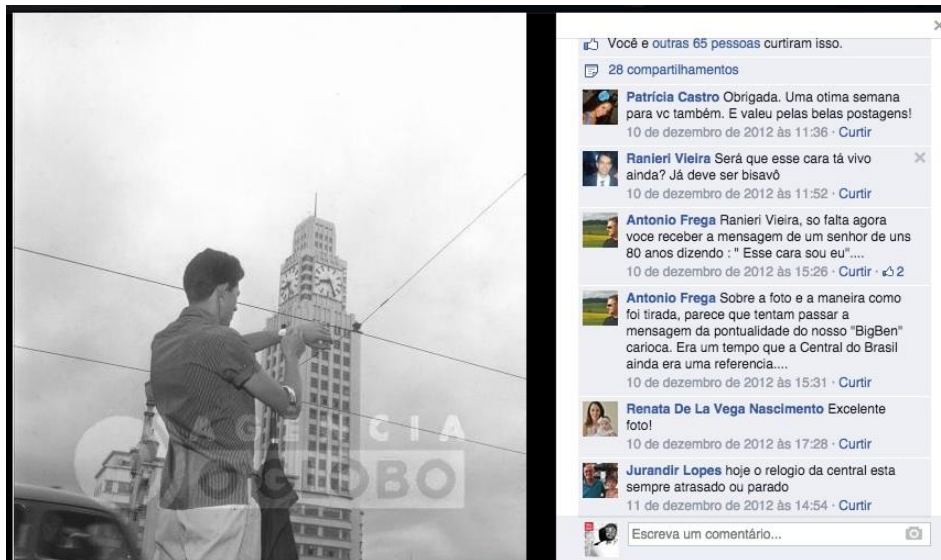 AGENCIA
O GLOBO
Você e outras 65 pessoas curtiram isso.
28 compartilhamentos
Patrícia Castro Obrigada. Uma otima semana
para vc também. E valeu pelas belas postagens!
10 de dezembro de 2012 às 11:36 · Curtir
Ranieri Vieira Será que esse cara tá vivo
ainda? Já deve ser bisavô
10 de dezembro de 2012 às 11:52 · Curtir
Antonio Frega Ranieri Vieira, so falta agora
voce receber a mensagem de um senhor de uns
80 anos dizendo : " Esse cara sou eu"....
10 de dezembro de 2012 às 15:26 · Curtir · 2
Antonio Frega Sobre a foto e a maneira como
foi tirada, parece que tentam passar a
mensagem da pontualidade do nosso "BigBen"
carioca. Era um tempo que a Central do Brasil
ainda era uma referencia....
10 de dezembro de 2012 às 15:31 · Curtir
Renata De La Vega Nascimento Excelente
foto!
10 de dezembro de 2012 às 17:28 · Curtir
Jurandir Lopes hoje o relogio da central esta
sempre atrasado ou parado
11 de dezembro de 2012 às 14:54 · Curtir
Escreva um comentário...